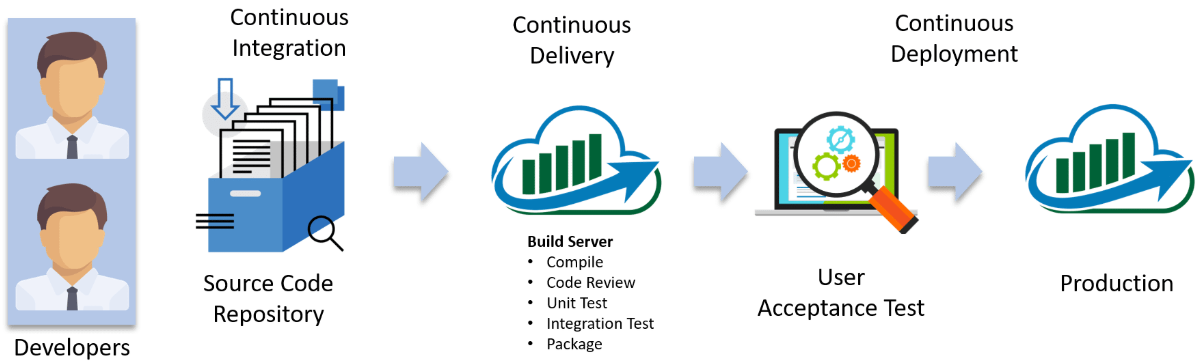 Continuous
Integration
Continuous
Delivery
Continuous
Deployment
Build Server
• Compile
• Code Review
• Unit Test
• Integration Test
• Package
Source Code
Repository
User
Acceptance Test
Production
Developers